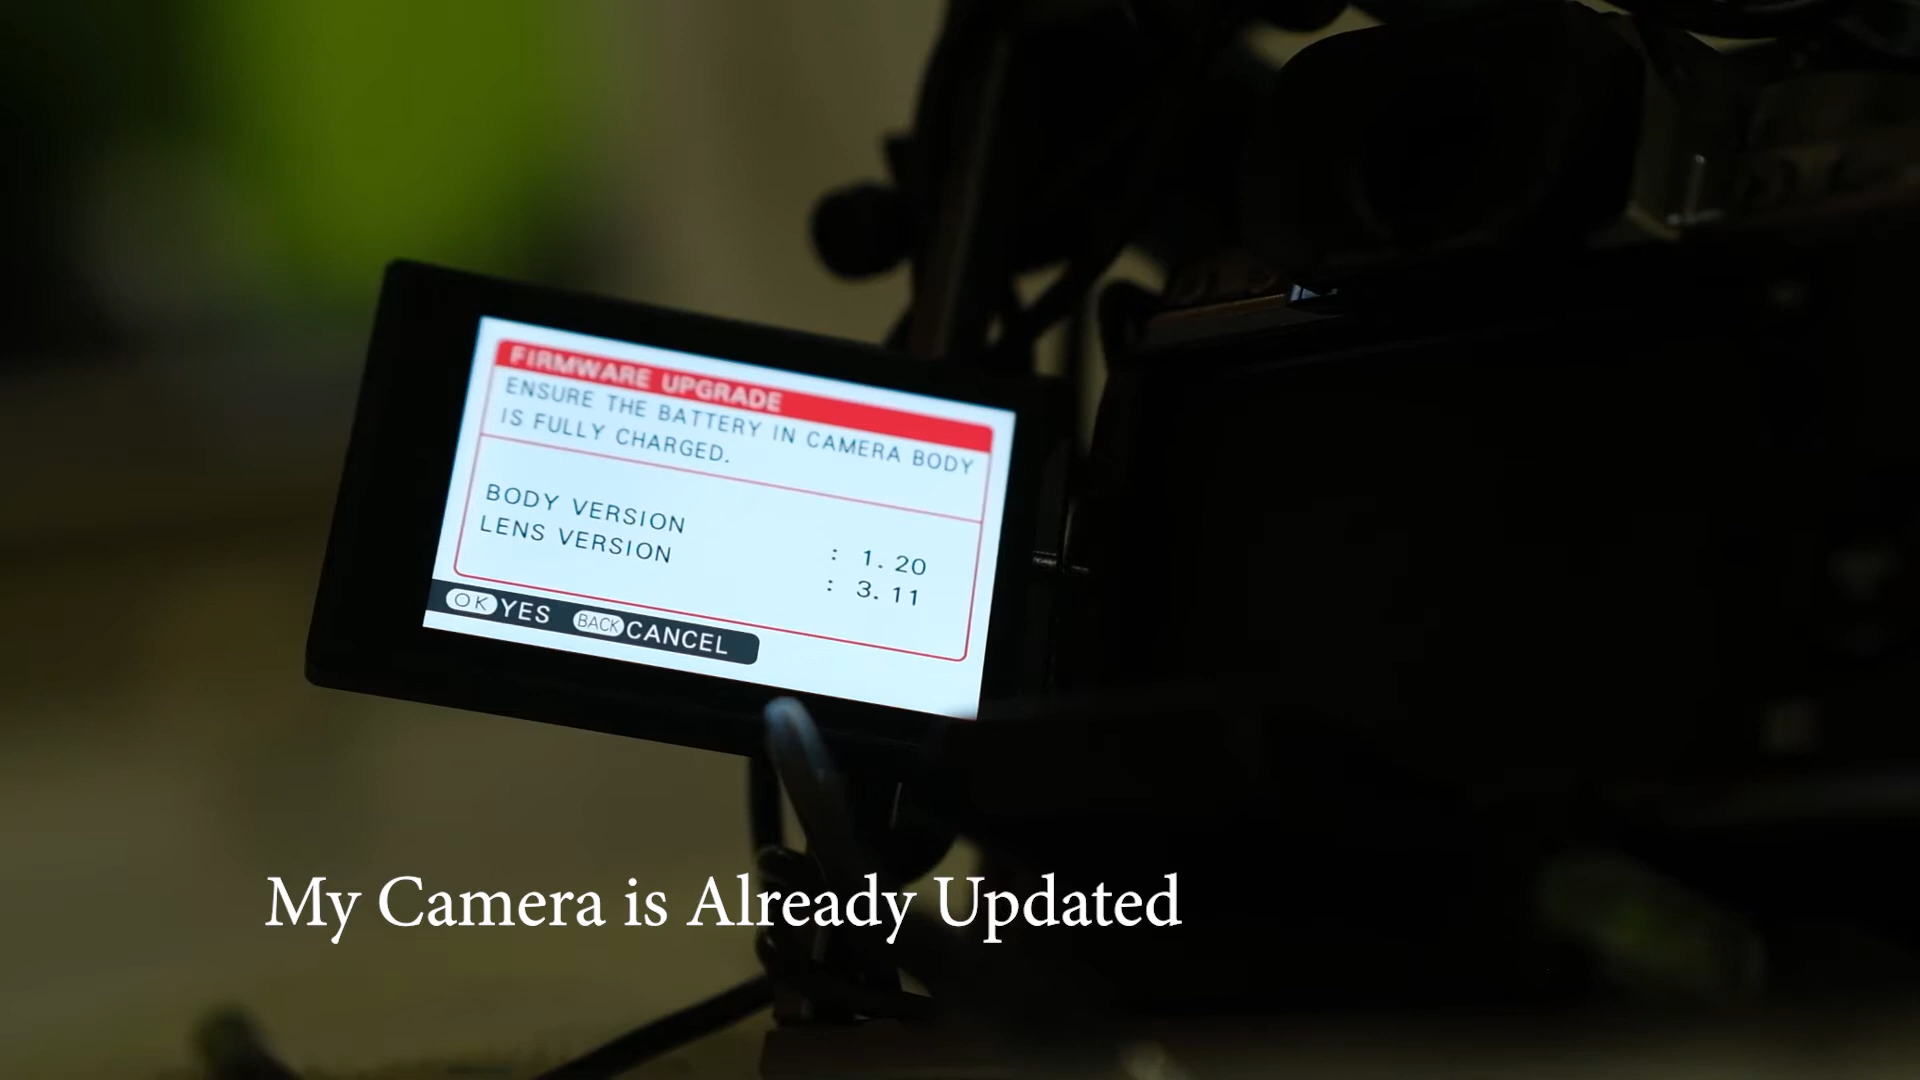 FIRMWARE UPGRADE
ENSURE THE BATTERY IN CAMERA BODY
IS FULLY CHARGED.
BODY VERSION : 1.20
LENS VERSION : 3.11
OK YES BACK CANCEL
My Camera is Already Updated